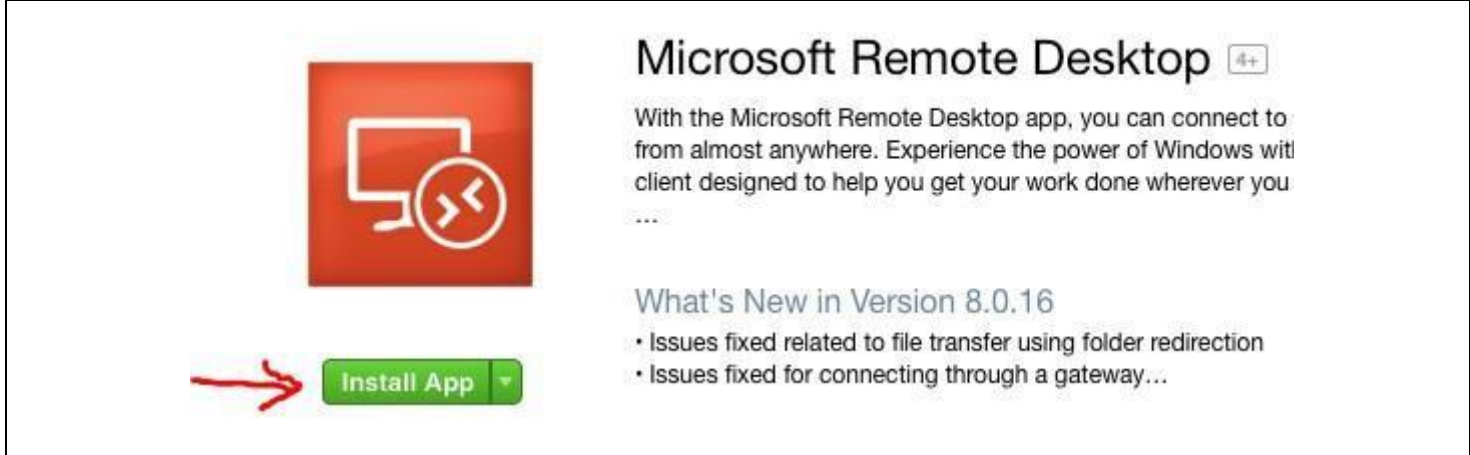 Microsoft Remote Desktop 4+
With the Microsoft Remote Desktop app, you can connect to
from almost anywhere. Experience the power of Windows with
client designed to help you get your work done wherever you
…
What's New in Version 8.0.16
• Issues fixed related to file transfer using folder redirection
• Issues fixed for connecting through a gateway…
Install App